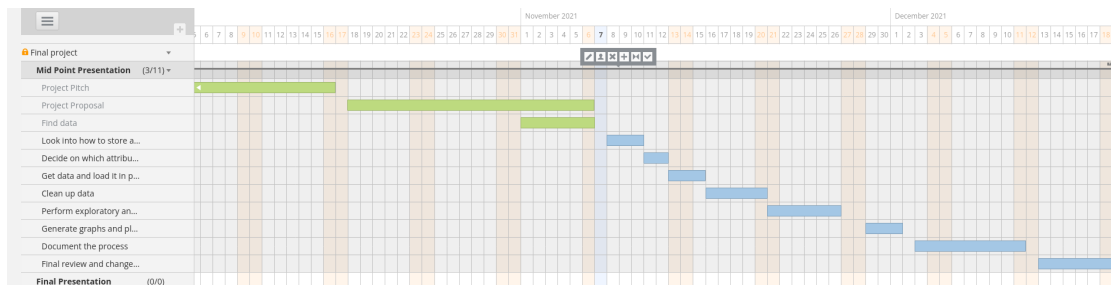 November 2021
December 2021
6 7 8 9 10 11 12 13 14 15 16 17 18 19 20 21 22 23 24 25 26 27 28 29 30 31 1 2 3 4 5 6 7 8 9 10 11 12 13 14 15 16 17 18 19 20 21 22 23 24 25 26 27 28 29 30 1 2 3 4 5 6 7 8 9 10 11 12 13 14 15 16 17 18
Final project
Mid Point Presentation (3/11)
Project Pitch
Project Proposal
Find data
Look into how to store a...
Decide on which attribu...
Get data and load it in p...
Clean up data
Perform exploratory an...
Generate graphs and pl...
Document the process
Final review and change...
Final Presentation (0/0)